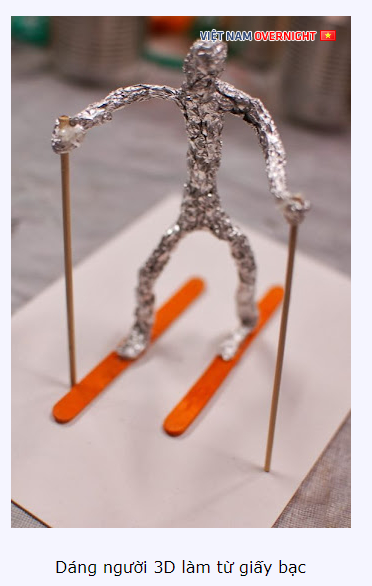 VIỆT NAM OVERNIGHT
Dáng người 3D làm từ giấy bạc